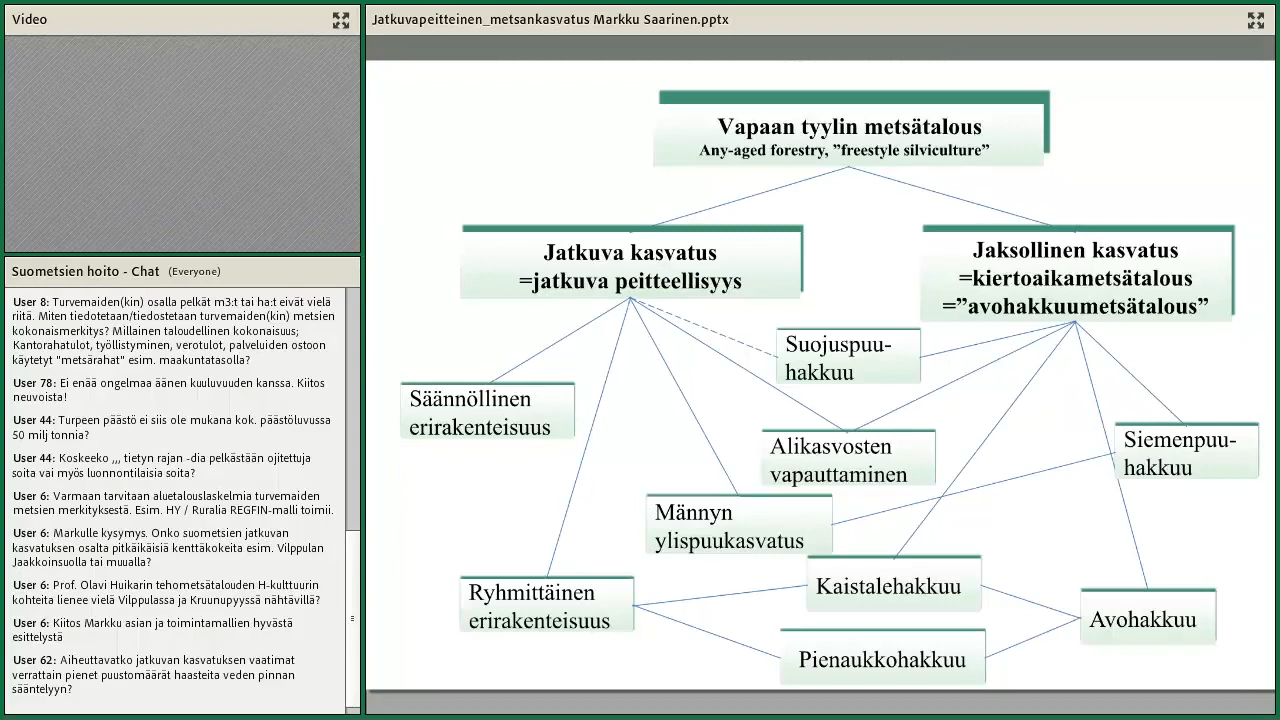 Video
Suometsien hoito - Chat (Everyone)
User 8: Turvemaiden(kin) osalla pelkät m3:t tai ha:t eivät vielä
riitä. Miten tiedotetaan/tiedostetaan turvemaiden(kin) metsien
kokonaismerkitys? Millainen taloudellinen kokonaisuus;
Kantorahatulot, työllistyminen, verotulot, palveluiden ostoon
käytetyt "metsärahat" esim. maakuntatasolla?
User 78: Ei enää ongelmaa äänen kuuluvuuden kanssa. Kiitos
neuvoista!
User 44: Turpeen päästö ei siis ole mukana kok. päästöluvussa
50 milj tonnia?
User 44: Koskeeko ,,, tietyn rajan -dia pelkästään ojitettuja
soita vai myös luonnontilaisia soita?
User 6: Varmaan tarvitaan aluetalouslaskelmia turvemaiden
metsien merkityksestä. Esim. HY / Ruralia REGFIN-malli toimii.
User 6: Markulle kysymys. Onko suometsien jatkuvan
kasvatuksen osalta pitkäikäisiä kenttäkokeita esim. Vilppulan
Jaakkoinsuolla tai muualla?
User 6: Prof. Olavi Huikarin tehometsätalouden H-kulttuurin
kohteita lienee vielä Vilppulassa ja Kruunupyyssä nähtävillä?
User 6: Kiitos Markku asian ja toimintamallien hyvästä
esittelystä
User 62: Aiheuttavatko jatkuvan kasvatuksen vaatimat
verrattain pienet puustomäärät haasteita veden pinnan
sääntelyyn?
Jatkuvapeitteinen_metsankasvatus Markku Saarinen.pptx
Vapaan tyylin metsätalous
Any-aged forestry, ”freestyle silviculture”
Jatkuva kasvatus
=jatkuva peitteellisyys
Jaksollinen kasvatus
=kiertoaikametsätalous
=”avohakkuumetsätalous”
Suojuspuu-
hakkuu
Säännöllinen
erirakenteisuus
Alikasvosten
vapauttaminen
Siemenpuu-
hakkuu
Männyn
ylispuukasvatus
Kaistalehakkuu
Ryhmittäinen
erirakenteisuus
Avohakkuu
Pienaukkohakkuu